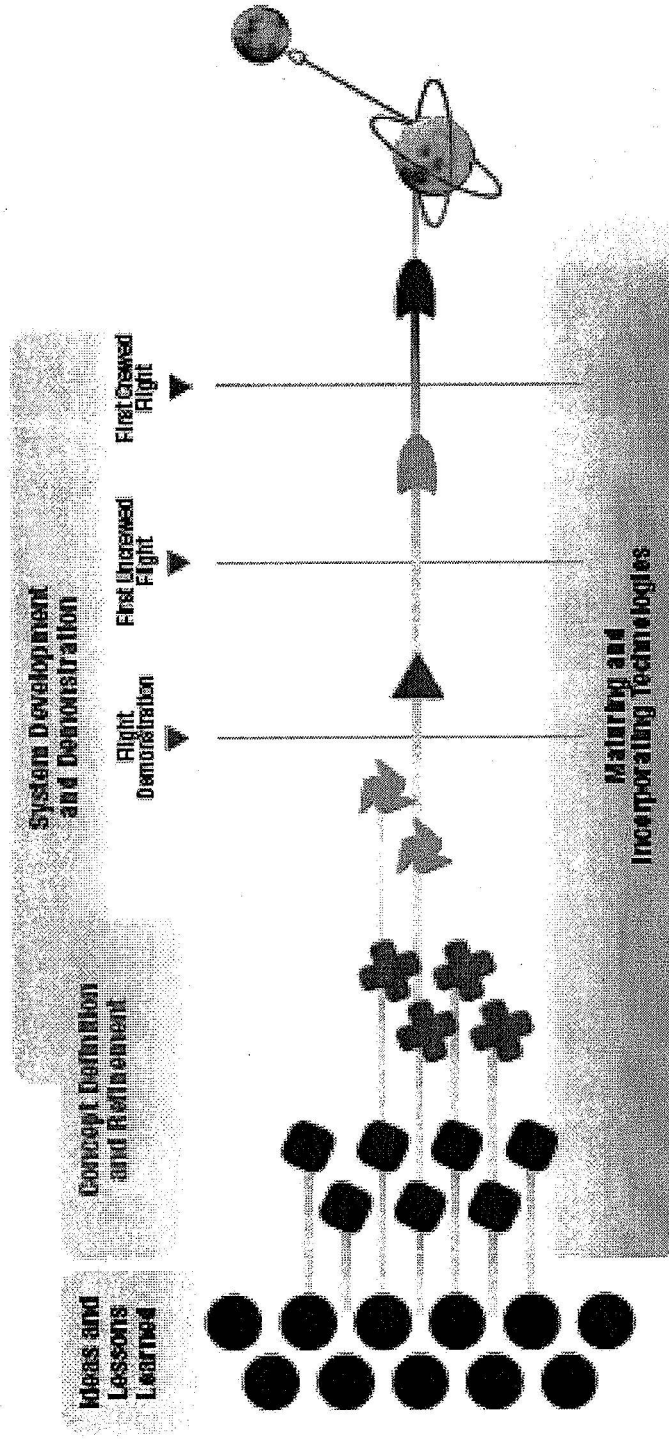 Ideas and
Lessons
Learned
Concept Definition
and Refinement
System Development
and Demonstration
Flight
Demonstration
First Uncrewed
Flight
First Crewed
Flight
Maturing and
Incorporating Technologies